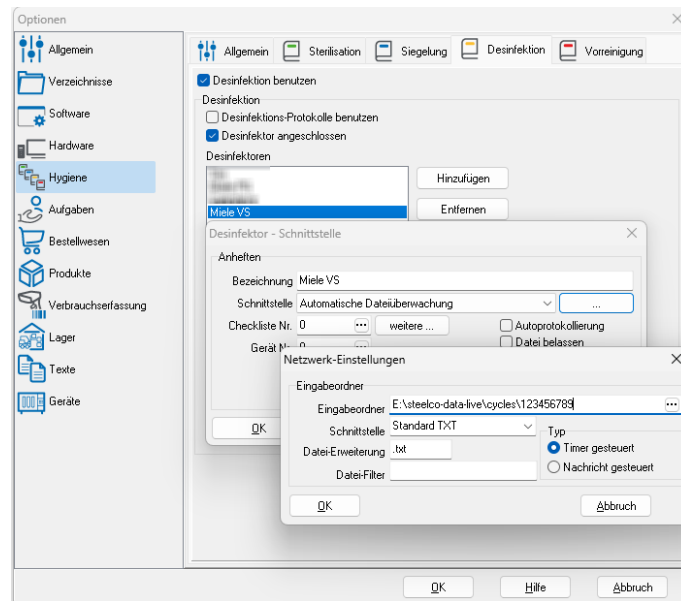 Optionen
Allgemein
Verzeichnisse
Software
Hardware
Hygiene
Aufgaben
Bestellwesen
Produkte
Verbrauchserfassung
Lager
Texte
Geräte
Allgemein Sterilisation Siegelung Desinfektion Vorreinigung
Desinfektion benutzen
Desinfektion
Desinfektions-Protokolle benutzen
Desinfektor angeschlossen
Desinfektoren
Miele VS
Hinzufügen
Entfernen
Desinfektor - Schnittstelle
Anheften
Bezeichnung Miele VS
Schnittstelle Automatische Dateiüberwachung ...
Checkliste Nr. 0 ... weitere ... Autoprotokollierung
Gerät Nr. 0 Datei belassen
OK
Netzwerk-Einstellungen
Eingabeordner
Eingabeordner E:\steelco-data-live\cycles\123456789 ...
Schnittstelle Standard TXT
Datei-Erweiterung .txt
Datei-Filter
Typ
Timer gesteuert
Nachricht gesteuert
OK Abbruch
OK Hilfe Abbruch